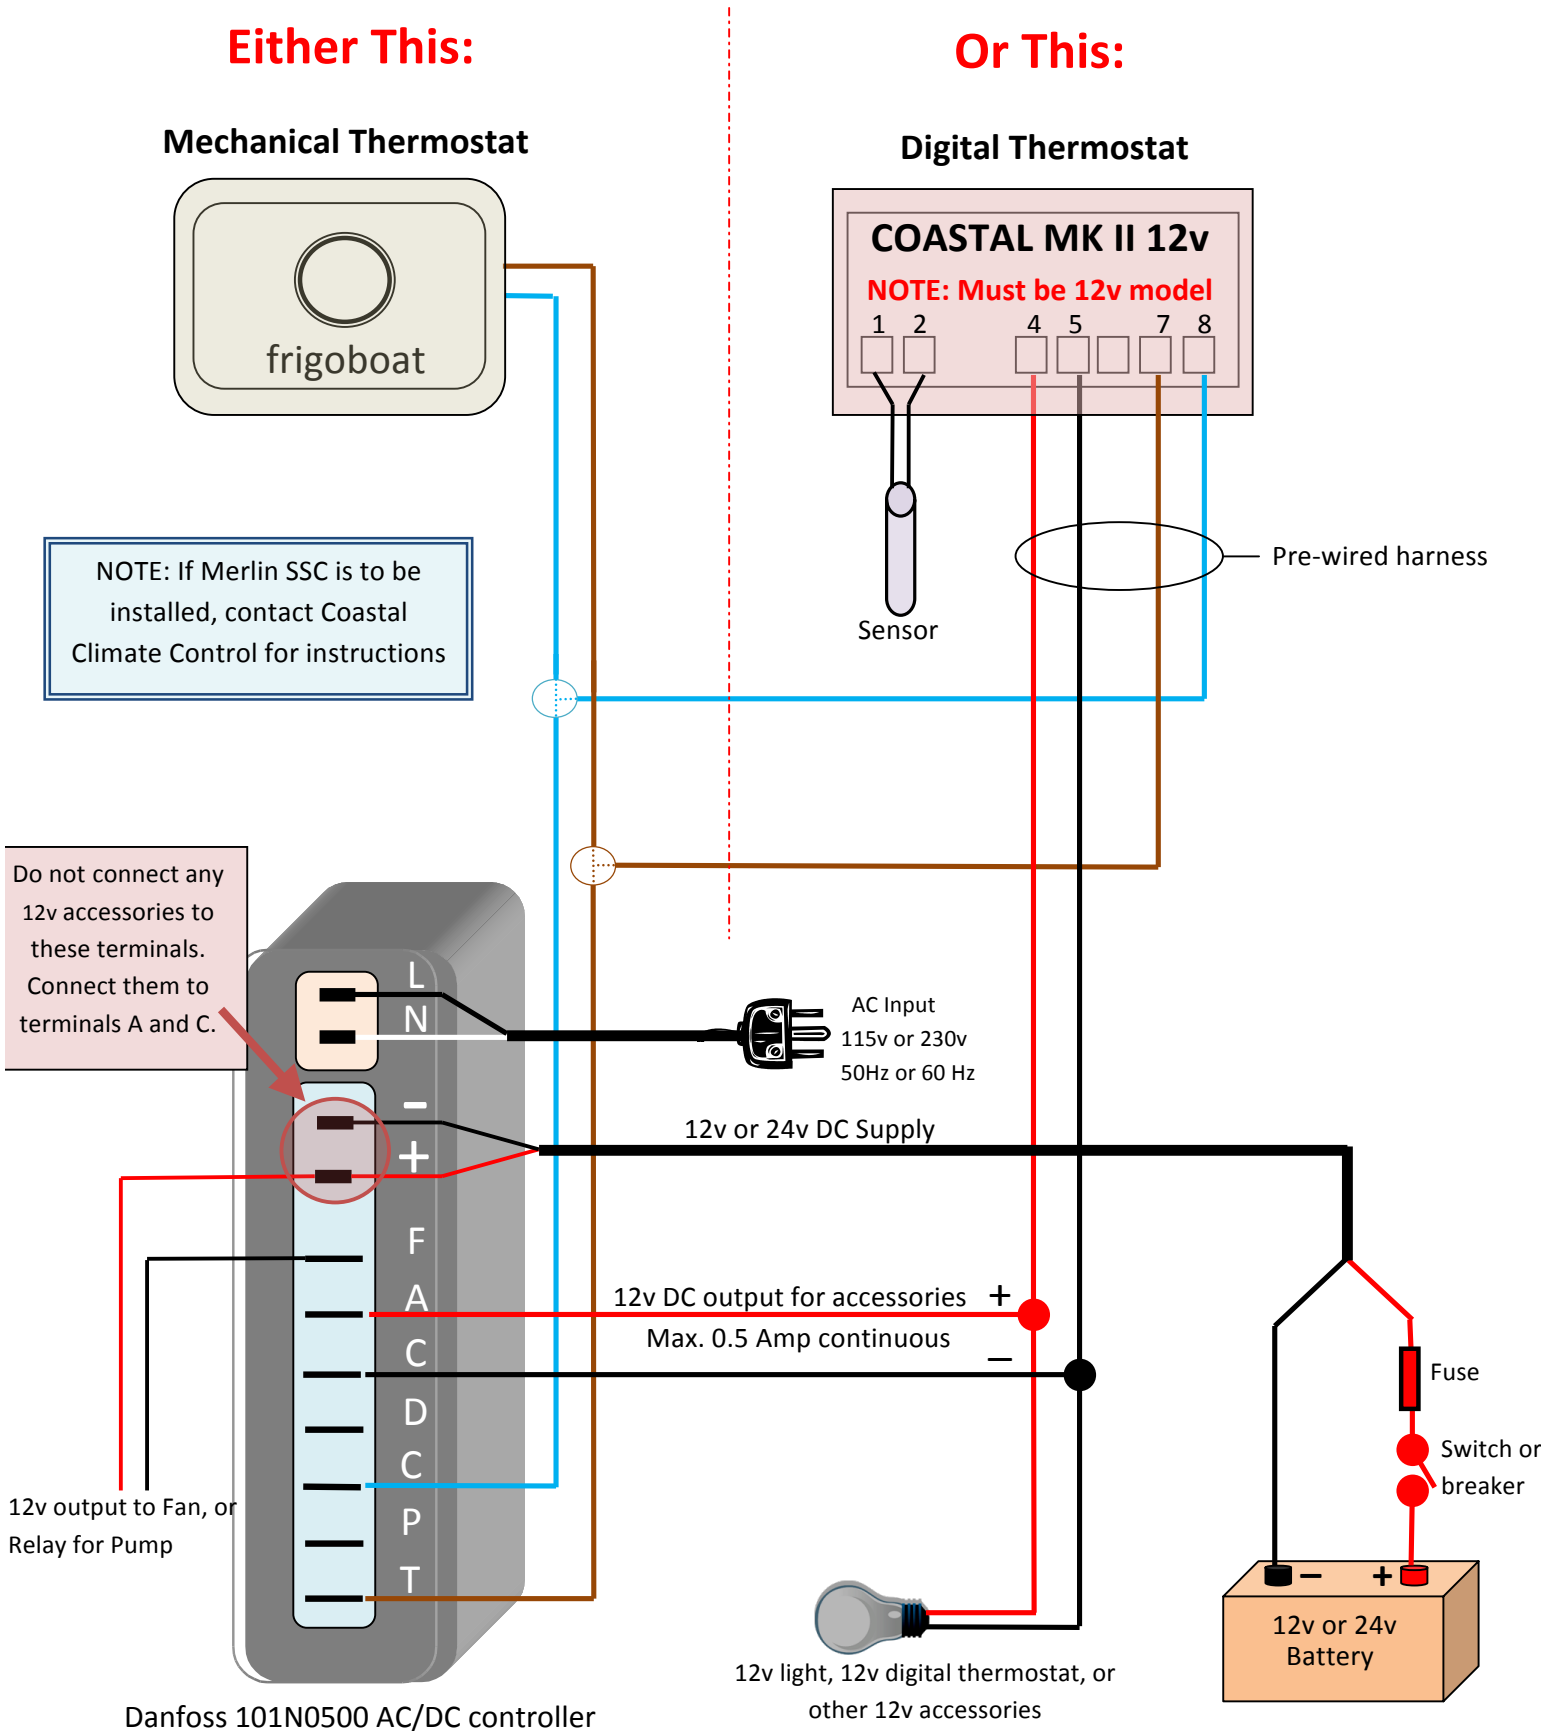 Either This:
Or This:
Mechanical Thermostat
Digital Thermostat
frigoboat
COASTAL MK II 12v
NOTE: Must be 12v model
1 2 4 5 7 8
Sensor
Pre-wired harness
NOTE: If Merlin SSC is to be
installed, contact Coastal
Climate Control for instructions
Do not connect any
12v accessories to
these terminals.
Connect them to
terminals A and C.
L
N
-
+
F
A
C
D
C
P
T
AC Input
115v or 230v
50Hz or 60 Hz
12v or 24v DC Supply
12v DC output for accessories +
Max. 0.5 Amp continuous –
Fuse
Switch or
breaker
12v output to Fan, or
Relay for Pump
– +
12v or 24v
Battery
12v light, 12v digital thermostat, or
other 12v accessories
Danfoss 101N0500 AC/DC controller